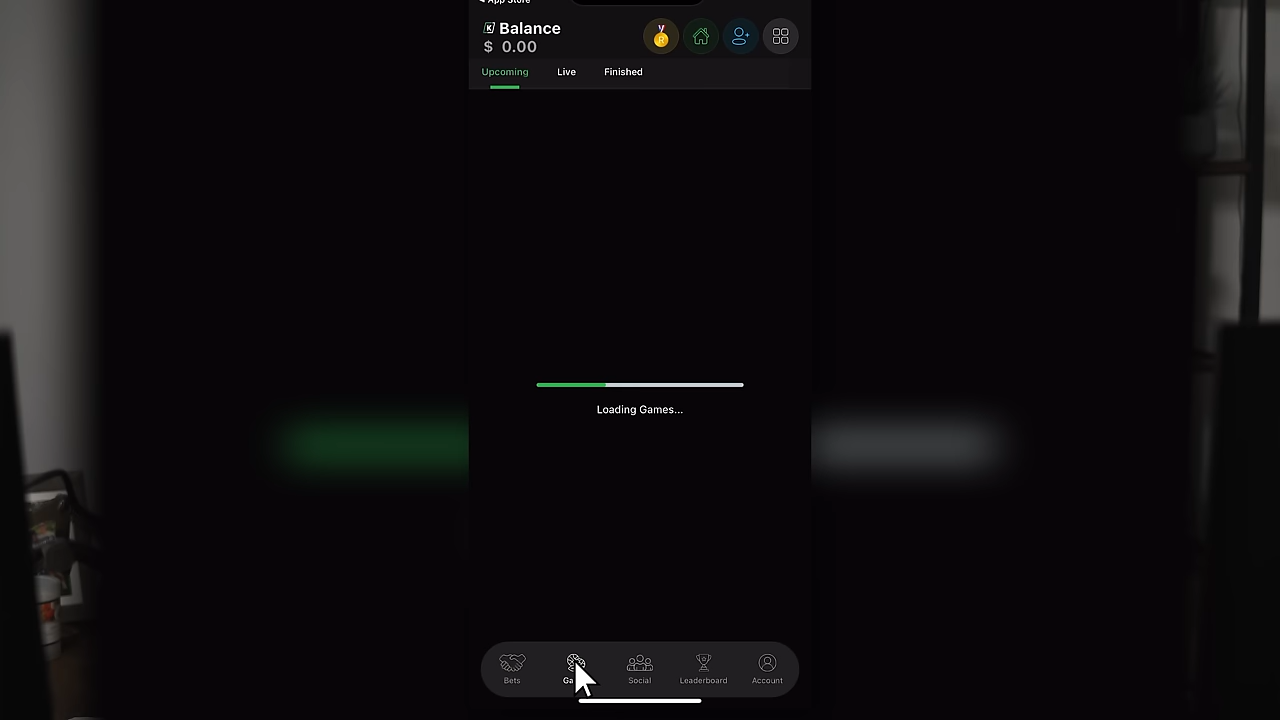 App Store
Balance
$ 0.00
Upcoming Live Finished
Loading Games...
Bets Social Leaderboard Account